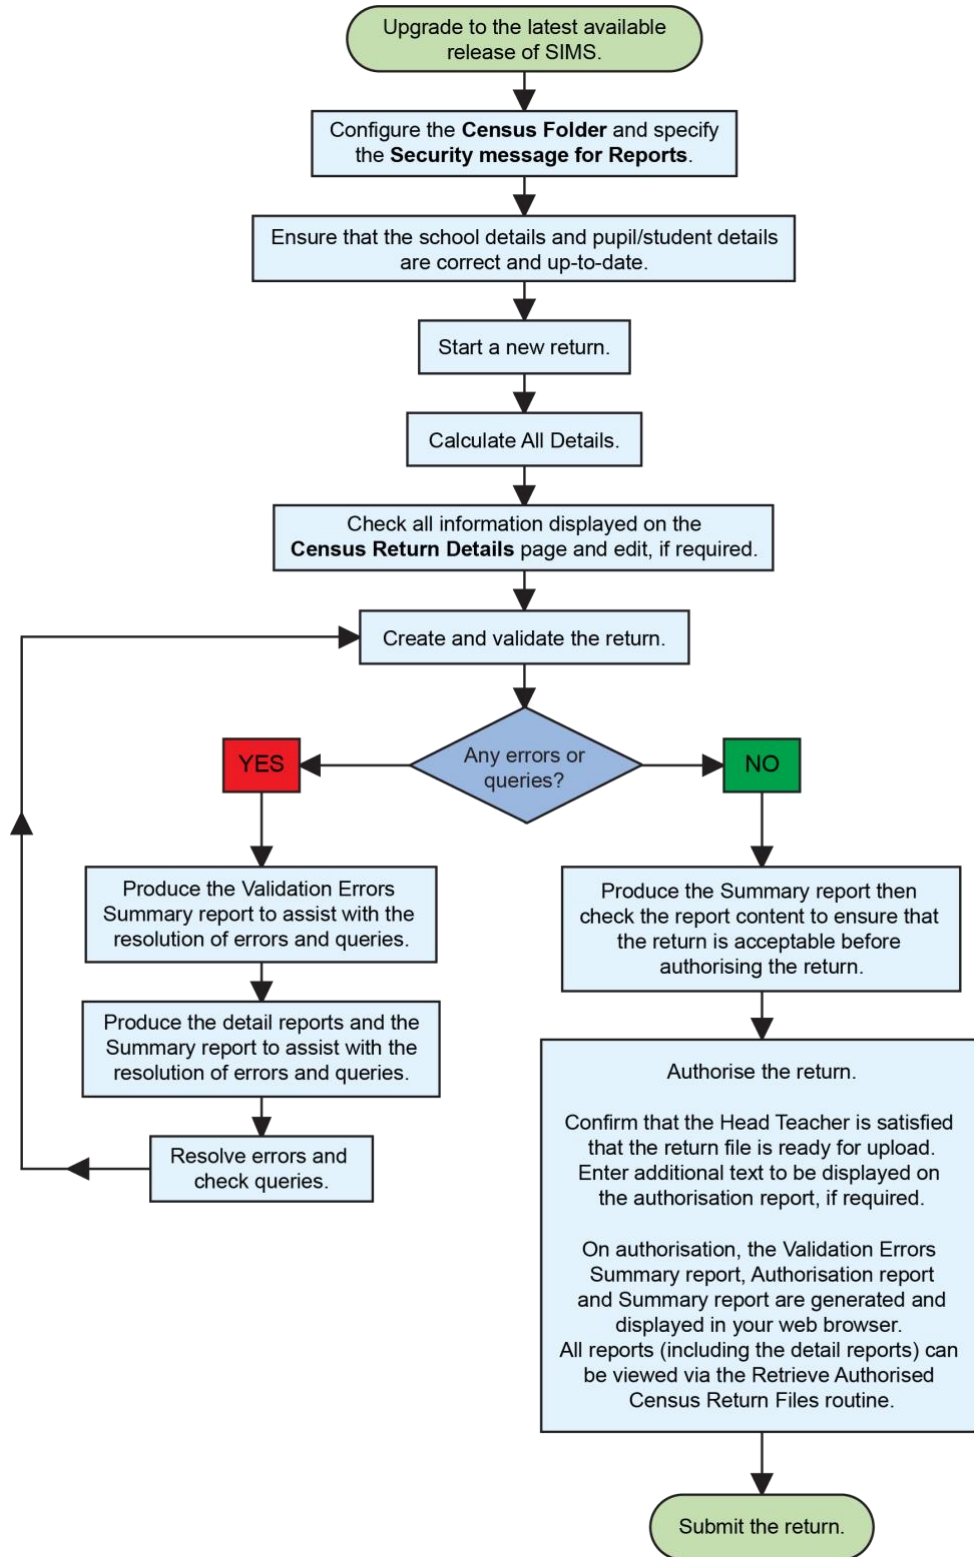 Upgrade to the latest available
release of SIMS.
Configure the Census Folder and specify
the Security message for Reports.
Ensure that the school details and pupil/student details
are correct and up-to-date.
Start a new return.
Calculate All Details.
Check all information displayed on the
Census Return Details page and edit, if required.
Create and validate the return.
Any errors or
queries?
YES
NO
Produce the Validation Errors
Summary report to assist with the
resolution of errors and queries.
Produce the detail reports and the
Summary report to assist with the
resolution of errors and queries.
Resolve errors and
check queries.
Produce the Summary report then
check the report content to ensure that
the return is acceptable before
authorising the return.
Authorise the return.
Confirm that the Head Teacher is satisfied
that the return file is ready for upload.
Enter additional text to be displayed on
the authorisation report, if required.
On authorisation, the Validation Errors
Summary report, Authorisation report
and Summary report are generated and
displayed in your web browser.
All reports (including the detail reports) can
be viewed via the Retrieve Authorised
Census Return Files routine.
Submit the return.